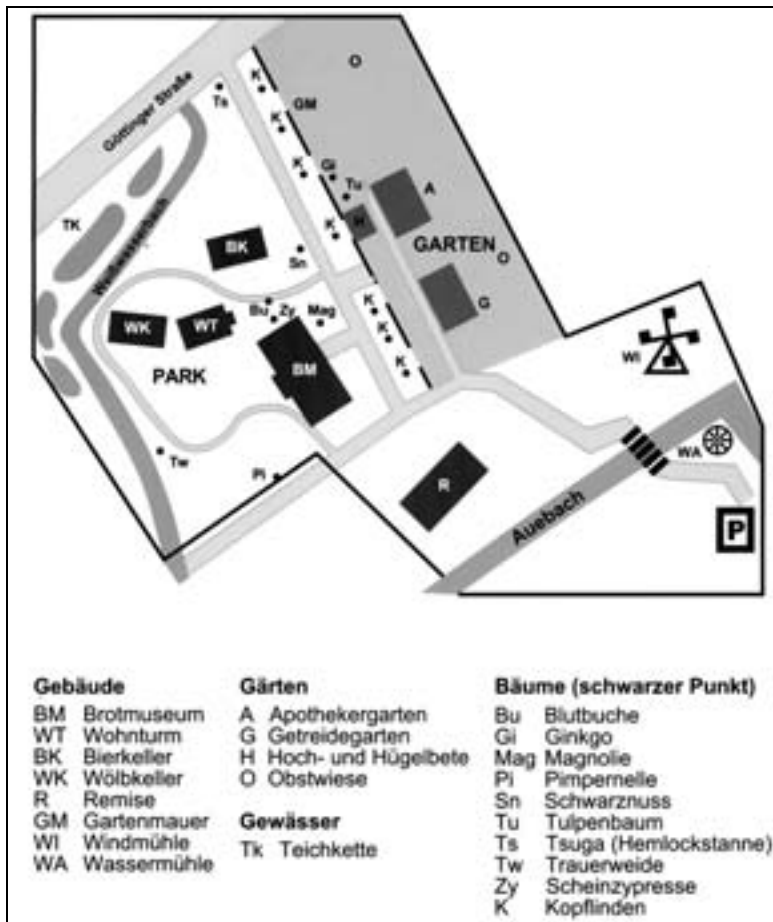 Göttinger Straße
K
O
Ts
GM
K
K
Gi
Tu
A
TK
Weißwasserbach
K
H
BK
Sn
GARTEN
O
Bu
Zy
Mag
K
G
WK
WT
K
PARK
BM
K
WI
Tw
Pi
R
WA
Auebach
P
Gebäude
BM Brotmuseum
WT Wohnturm
BK Bierkeller
WK Wölbkeller
R Remise
GM Gartenmauer
WI Windmühle
WA Wassermühle
Gärten
A Apothekergarten
G Getreidegarten
H Hoch- und Hügelbete
O Obstwiese
Gewässer
Tk Teichkette
Bäume (schwarzer Punkt)
Bu Blutbuche
Gi Ginkgo
Mag Magnolie
Pi Pimpernelle
Sn Schwarznuss
Tu Tulpenbaum
Ts Tsuga (Hemlockstanne)
Tw Trauerweide
Zy Scheinzypresse
K Kopflinden